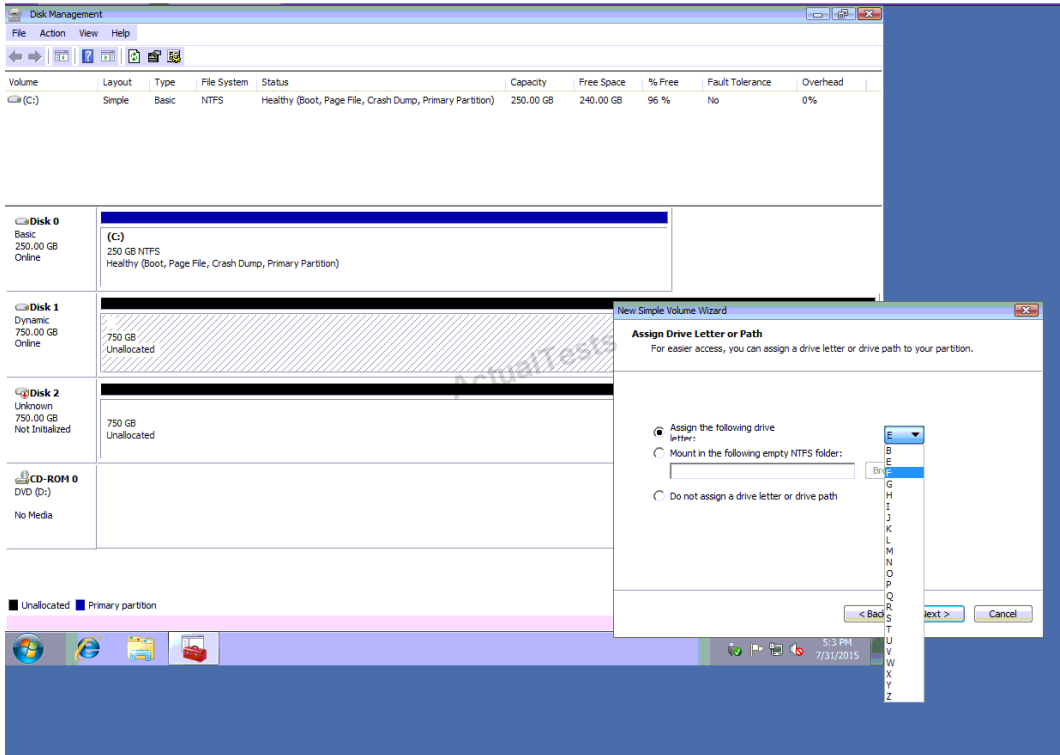 Disk Management
File Action View Help
Volume Layout Type File System Status Capacity Free Space % Free Fault Tolerance Overhead
(C:) Simple Basic NTFS Healthy (Boot, Page File, Crash Dump, Primary Partition) 250.00 GB 240.00 GB 96 % No 0%
Disk 0
Basic
250.00 GB
Online
(C:)
250 GB NTFS
Healthy (Boot, Page File, Crash Dump, Primary Partition)
Disk 1
Dynamic
750.00 GB
Online
750 GB
Unallocated
Disk 2
Unknown
750.00 GB
Not Initialized
750 GB
Unallocated
CD-ROM 0
DVD (D:)
No Media
Unallocated Primary partition
ActualTests
New Simple Volume Wizard
Assign Drive Letter or Path
For easier access, you can assign a drive letter or drive path to your partition.
Assign the following drive
letter:
E
Mount in the following empty NTFS folder:
Do not assign a drive letter or drive path
B
E
F
G
H
I
J
K
L
M
N
O
P
Q
R
S
T
U
V
W
X
Y
Z
Cancel
5:3 PM
7/31/2015